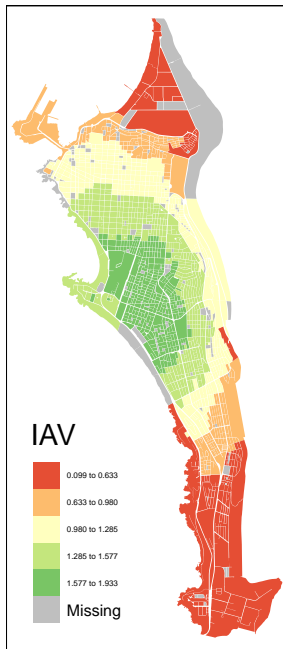 IAV
0.099 to 0.633
0.633 to 0.980
0.980 to 1.285
1.285 to 1.577
1.577 to 1.933
Missing